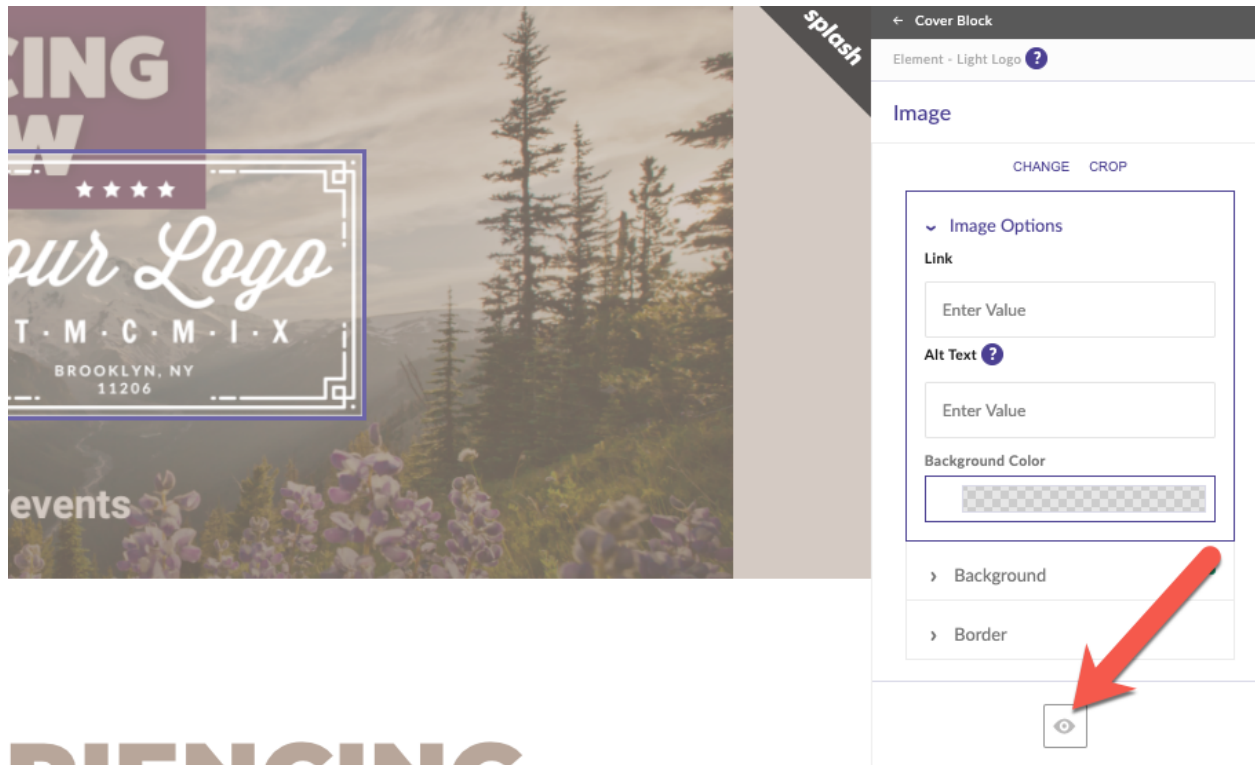 CING
W
★★★★
our Logo
T · M · C · M · I · X
BROOKLYN, NY
11206
events
RIENCING
splash
← Cover Block
Element - Light Logo ?
Image
CHANGE CROP
Image Options
Link
Enter Value
Alt Text ?
Enter Value
Background Color
› Background
› Border